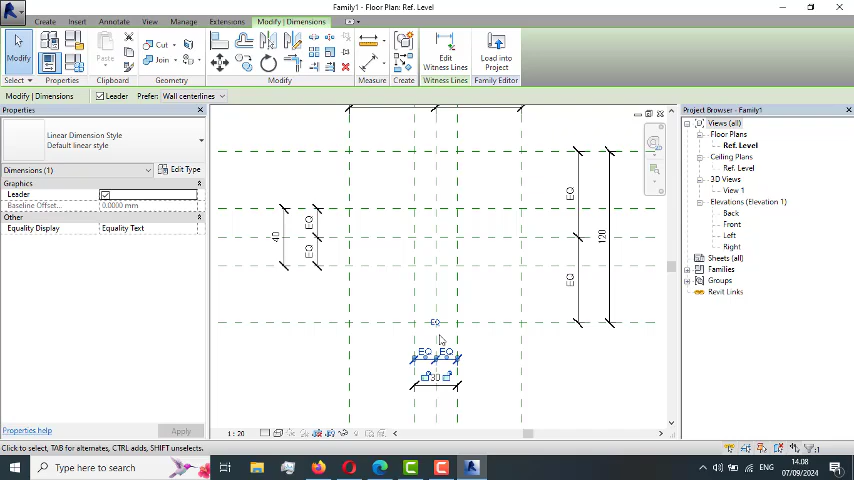 Family1 - Floor Plan: Ref. Level
Create
Insert
Annotate
View
Manage
Extensions
Modify | Dimensions
Modify
Cut
Join
Edit
Witness Lines
Load into
Project
Select
Properties
Clipboard
Geometry
Modify
Measure
Create
Witness Lines
Family Editor
Modify | Dimensions
Leader
Prefer:
Wall centerlines
Properties
Linear Dimension Style
Default linear style
Dimensions (1)
Edit Type
Graphics
Leader
Baseline Offset...
0.0000 mm
Other
Equality Display
Equality Text
Properties help
Apply
40
EQ
EQ
EQ
EQ EQ
30
EQ
EQ
120
1 : 20
Project Browser - Family1
Views (all)
Floor Plans
Ref. Level
Ceiling Plans
Ref. Level
3D Views
View 1
Elevations (Elevation 1)
Back
Front
Left
Right
Sheets (all)
Families
Groups
Revit Links
Click to select, TAB for alternates, CTRL adds, SHIFT unselects.
:1
Type here to search
ENG
14.08
07/09/2024